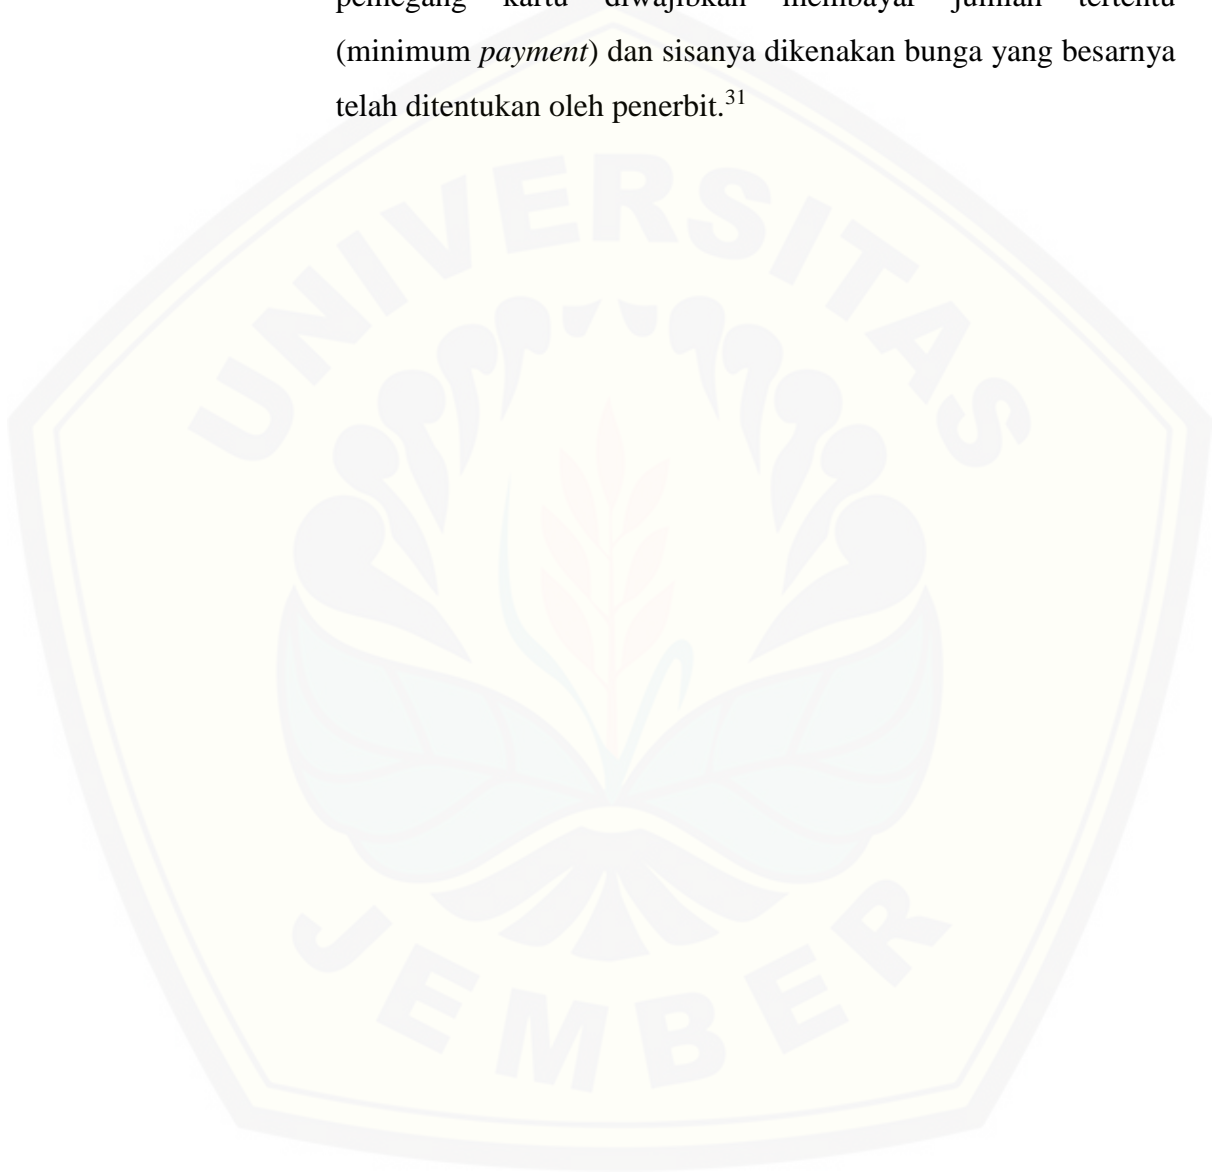 pemegang kartu diwajibkan membayar jumlah tertentu
(minimum payment) dan sisanya dikenakan bunga yang besarnya
telah ditentukan oleh penerbit.31
UNIVERSITAS
JEMBER